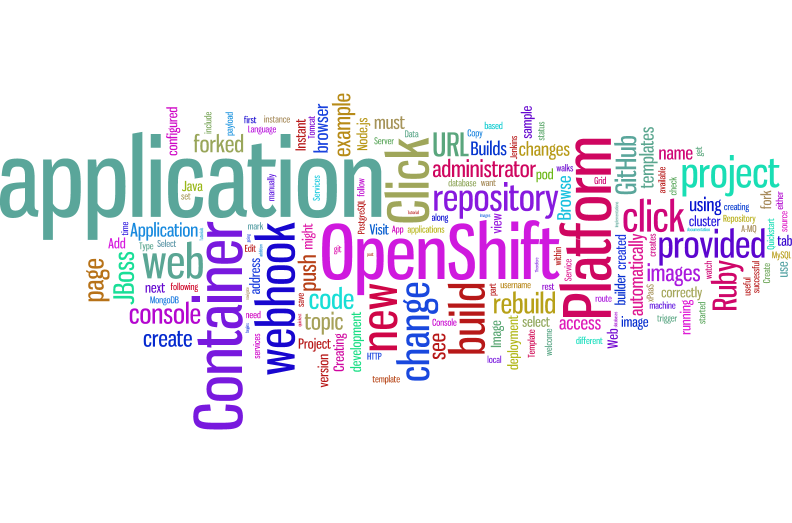 application
OpenShift
Container
Platform
Click
click
webhook
build
new
change
repository
project
provided
URL
Builds
changes
administrator
pod
database
want
walks
based
Copy
Jenkins
sample
status
configured
include
payload
first
instance
Language
forked
Instant
Tomcat
browser
example
Node.js
must
Server
Data
Java
set
manually
Services
PostgreSQL
follow
tutorial
Visit
App
applications
along
view
Browse
Grid
GitHub
templates
name
get
available
check
using
creating
cluster
Repository
A-MQ
fork
either
source
Quickstart
tab
MySQL
use
time
Add
Application
Type
Select
page
JBoss
web
next
following
MongoDB
console
create
mark
Edit
address
services
need
save
push
might
git
code
topic
Project
version
Creating
development
HTTP
template
see
Console
part
username
rest
rebuild
Image
local
deployment
select
Template
welcome
within
Service
access
different
route
Web
image
builder
created
automatically
iPaaS
creates
images
correctly
machine
trigger
running
started
watch
Ruby
useful
successful
Create